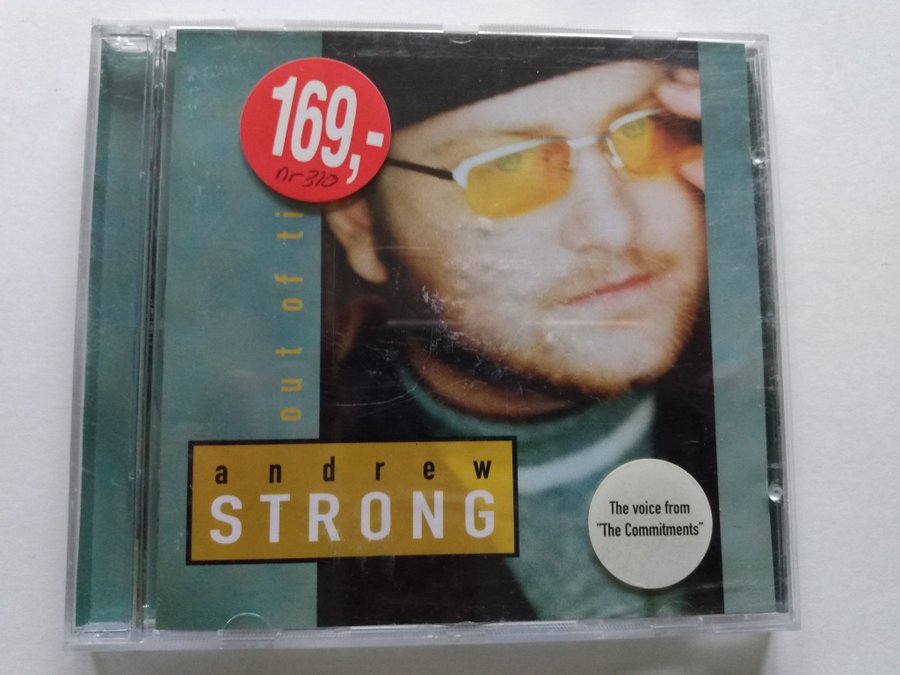 169,-
nr 310
out of ti
andrew
STRONG
The voice from
"The Commitments"